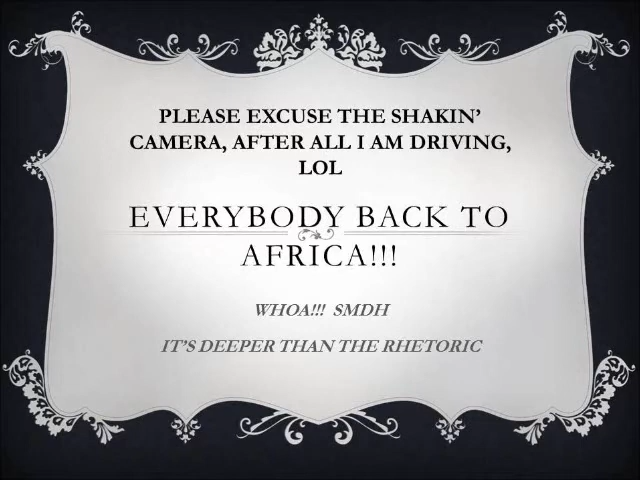 PLEASE EXCUSE THE SHAKIN'
CAMERA, AFTER ALL I AM DRIVING,
LOL
EVERYBODY BACK TO
AFRICA!!!
WHOA!!! SMDH
IT'S DEEPER THAN THE RHETORIC